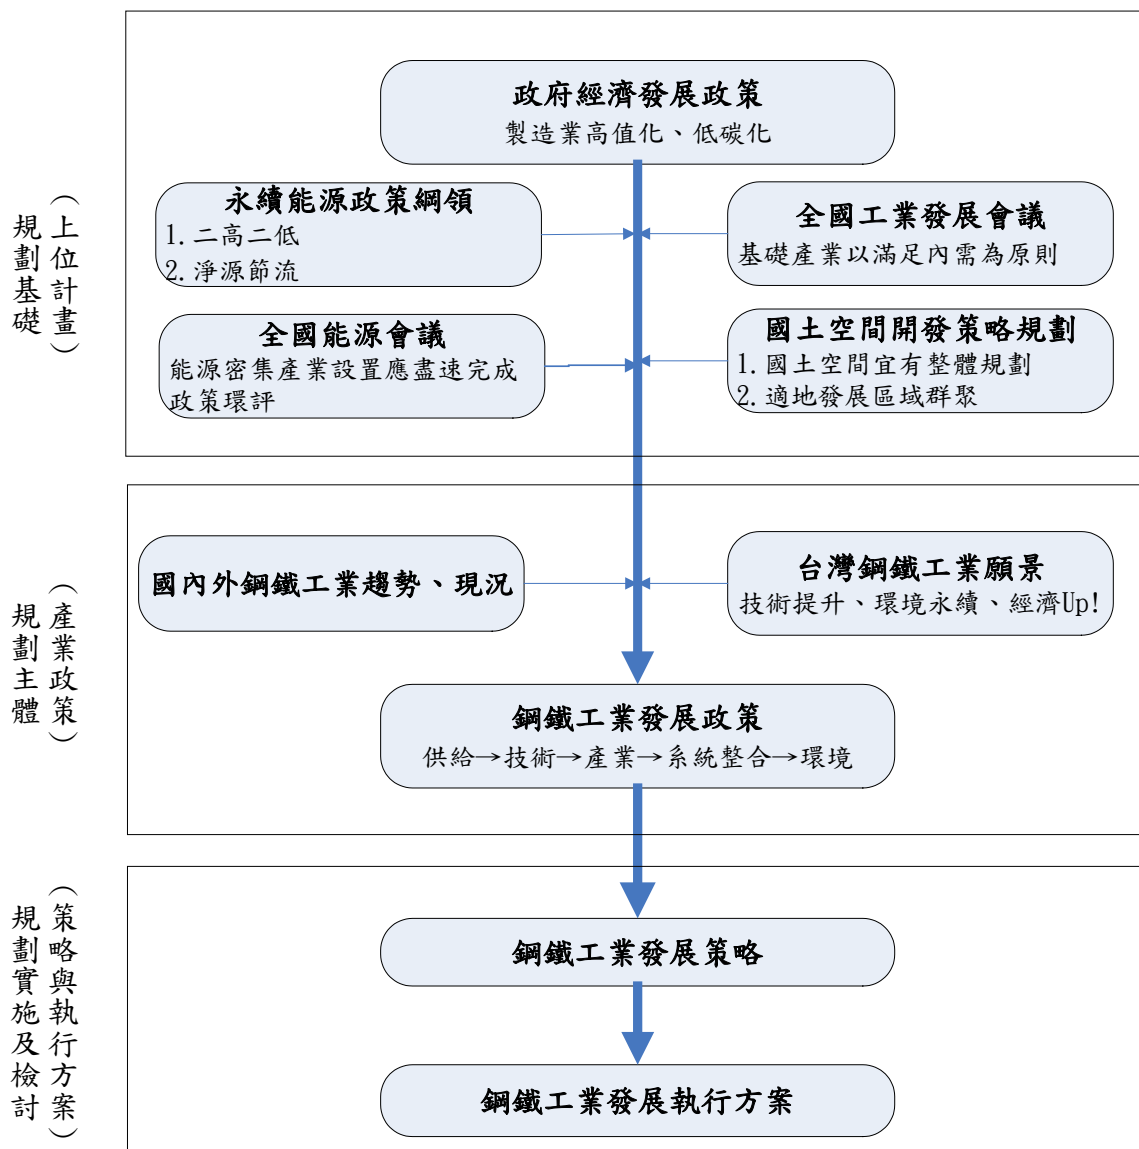 政府經濟發展政策
製造業高值化、低碳化
規劃基礎
(上位計畫)
永續能源政策綱領
1.二高二低
2.淨源節流
全國工業發展會議
基礎產業以滿足內需為原則
全國能源會議
能源密集產業設置應盡速完成
政策環評
國土空間開發策略規劃
1.國土空間宜有整體規劃
2.適地發展區域群聚
規劃主體
(產業政策)
國內外鋼鐵工業趨勢、現況
台灣鋼鐵工業願景
技術提升、環境永續、經濟Up!
鋼鐵工業發展政策
供給→技術→產業→系統整合→環境
規劃實施及檢討
(策略與執行方案)
鋼鐵工業發展策略
鋼鐵工業發展執行方案